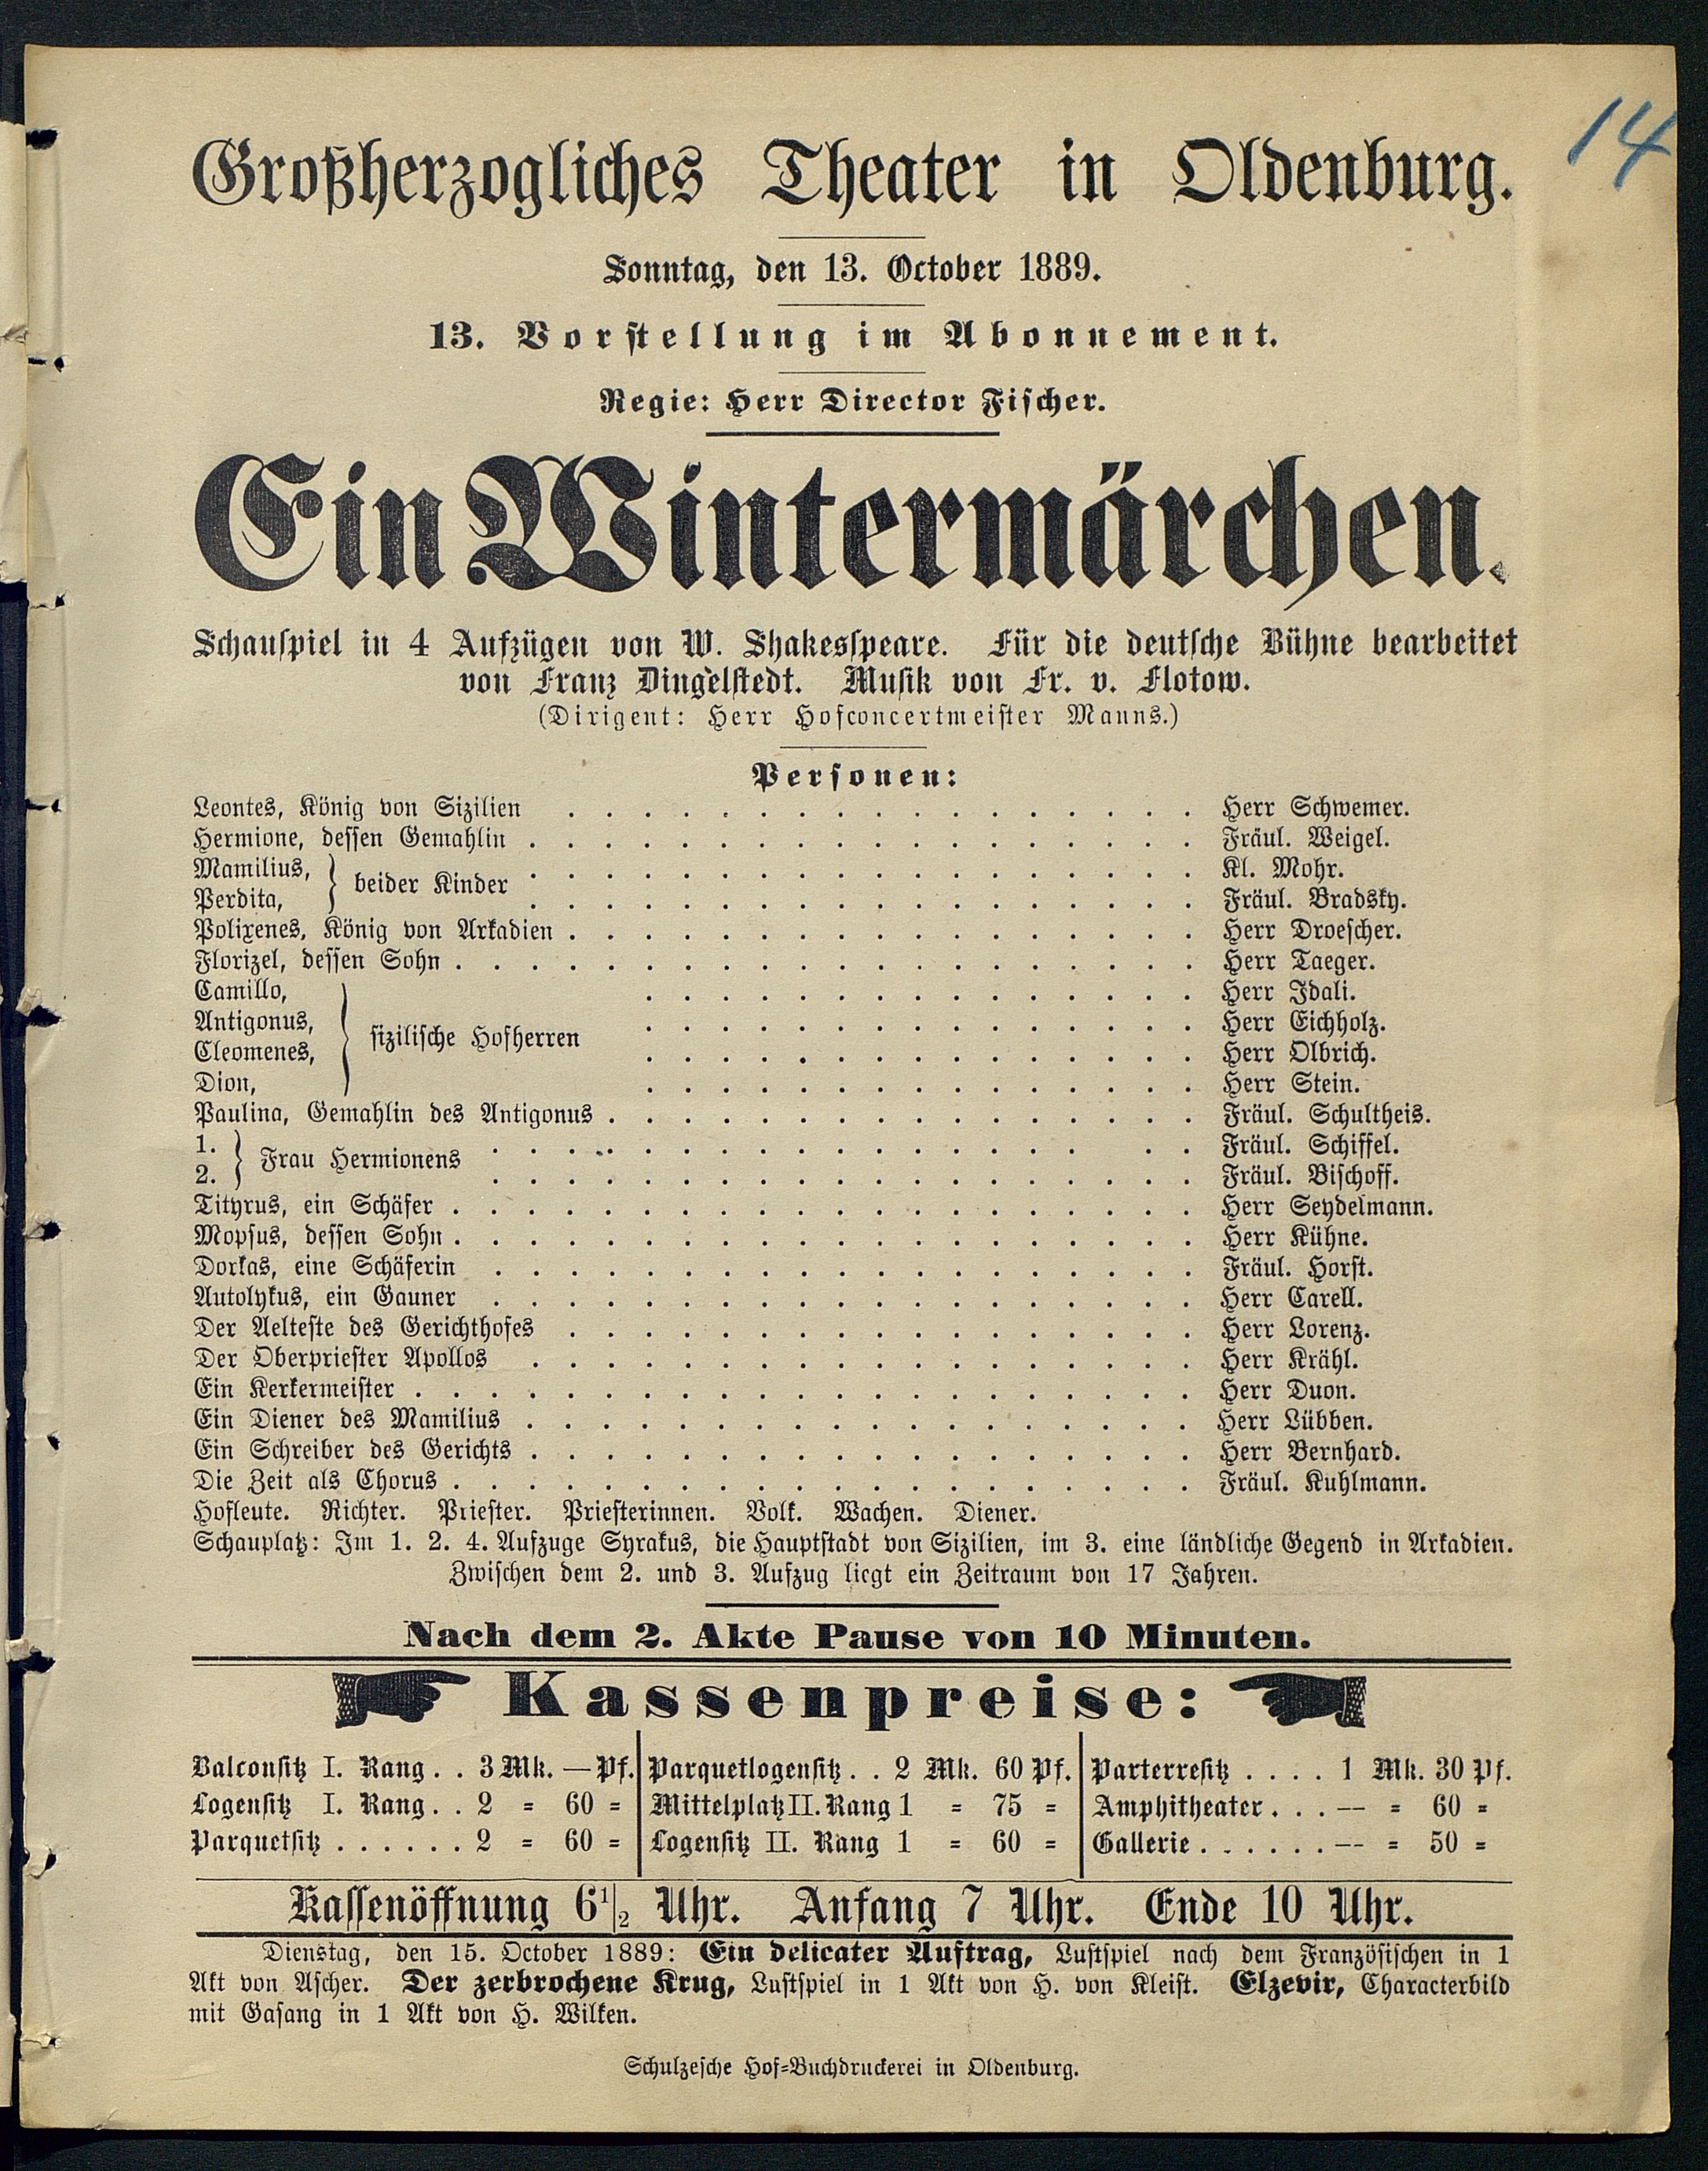 14
Großherzogliches Theater in Oldenburg.
Sonntag, den 13. October 1889.
13. Vorstellung im Abonnement.
Regie: Herr Director Fischer.
Ein Wintermärchen.
Schauspiel in 4 Aufzügen von W. Shakesspeare. Für die deutsche Bühne bearbeitet
von Franz Dingelstedt. Musik von Fr. v. Flotow.
(Dirigent: Herr Hofconcertmeister Manns.)
Personen:
Leontes, König von Sizilien . . . . . . . . . . . . . . . . . Herr Schwemer.
Hermione, dessen Gemahlin . . . . . . . . . . . . . . . . . . Fräul. Weigel.
Mamilius, } beider Kinder . . . . . . . . . . . . . . . . . . Kl. Mohr.
Perdita, . . . . . . . . . . . . . . . . . . Fräul. Bradsky.
Polixenes, König von Arkadien . . . . . . . . . . . . . . . . . Herr Droescher.
Florizel, dessen Sohn . . . . . . . . . . . . . . . . . . . . Herr Taeger.
Camillo, . . . . . . . . . . . . . . . Herr Idali.
Antigonus, } sizilische Hofherren . . . . . . . . . . . . . . . Herr Eichholz.
Cleomenes, . . . . . . . . . . . . . . . Herr Olbrich.
Dion, . . . . . . . . . . . . . . . Herr Stein.
Paulina, Gemahlin des Antigonus . . . . . . . . . . . . . . . . Fräul. Schultheis.
1. } Frau Hermionens . . . . . . . . . . . . . . . . . Fräul. Schiffel.
2. . . . . . . . . . . . . . . . . . . . Fräul. Bischoff.
Tityrus, ein Schäfer . . . . . . . . . . . . . . . . . . . . Herr Seydelmann.
Mopsus, dessen Sohn . . . . . . . . . . . . . . . . . . . . Herr Kühne.
Dorkas, eine Schäferin . . . . . . . . . . . . . . . . . . . Fräul. Horst.
Autolykus, ein Gauner . . . . . . . . . . . . . . . . . . . Herr Carell.
Der Aelteste des Gerichthofes . . . . . . . . . . . . . . . . . Herr Lorenz.
Der Oberpriester Apollos . . . . . . . . . . . . . . . . . . Herr Krähl.
Ein Kerkermeister . . . . . . . . . . . . . . . . . . . . . Herr Duon.
Ein Diener des Mamilius . . . . . . . . . . . . . . . . . . Herr Lübben.
Ein Schreiber des Gerichts . . . . . . . . . . . . . . . . . . Herr Bernhard.
Die Zeit als Chorus . . . . . . . . . . . . . . . . . . . . Fräul. Kuhlmann.
Hofleute. Richter. Priester. Priesterinnen. Volk. Wachen. Diener.
Schauplatz: Im 1. 2. 4. Aufzuge Syrakus, die Hauptstadt von Sizilien, im 3. eine ländliche Gegend in Arkadien.
Zwischen dem 2. und 3. Aufzug liegt ein Zeitraum von 17 Jahren.
Nach dem 2. Akte Pause von 10 Minuten.
Kassenpreise:
Balconsitz I. Rang . . 3 Mk. — Pf. Parquetlogensitz . . 2 Mk. 60 Pf. Parterresitz . . . . 1 Mk. 30 Pf.
Logensitz I. Rang . . 2 = 60 = Mittelplatz II. Rang 1 = 75 = Amphitheater . . . -- = 60 =
Parquetsitz . . . . . . 2 = 60 = Logensitz II. Rang 1 = 60 = Gallerie . . . . . . -- = 50 =
Kassenöffnung 6 1/2 Uhr. Anfang 7 Uhr. Ende 10 Uhr.
Dienstag, den 15. October 1889: Ein delicater Auftrag, Lustspiel nach dem Französischen in 1
Akt von Ascher. Der zerbrochene Krug, Lustspiel in 1 Akt von H. von Kleist. Elzevir, Characterbild
mit Gasang in 1 Akt von H. Wilken.
Schulzesche Hof=Buchdruckerei in Oldenburg.